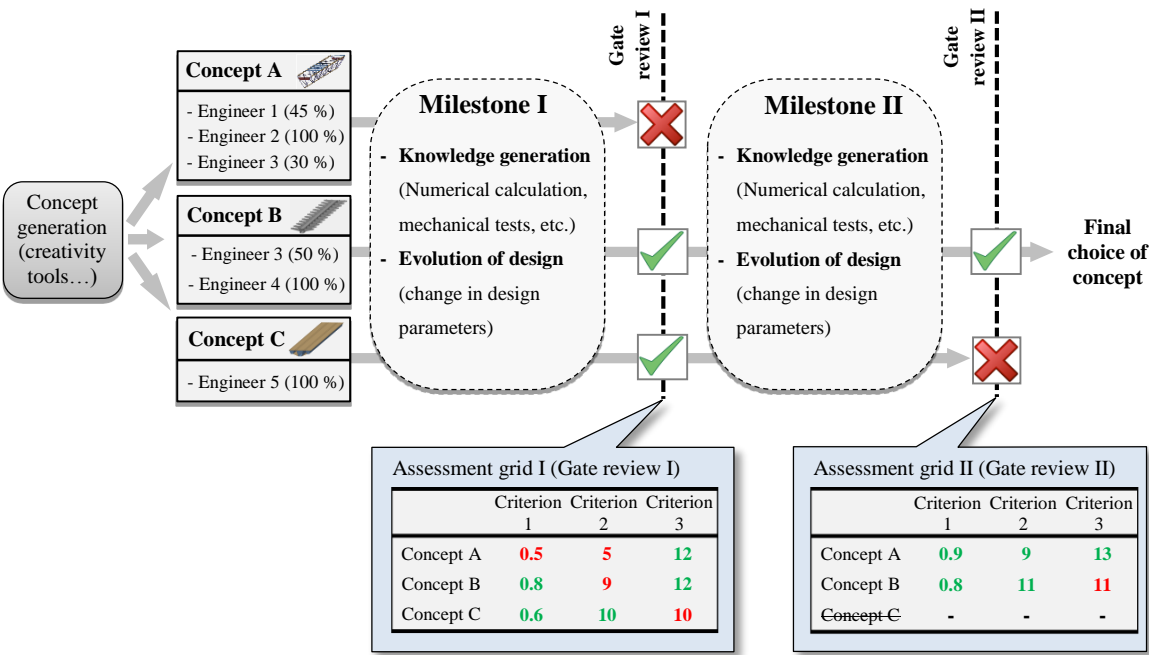 Concept
generation
(creativity
tools…)
Concept A
- Engineer 1 (45 %)
- Engineer 2 (100 %)
- Engineer 3 (30 %)
Concept B
- Engineer 3 (50 %)
- Engineer 4 (100 %)
Concept C
- Engineer 5 (100 %)
Milestone I
- Knowledge generation
(Numerical calculation,
mechanical tests, etc.)
- Evolution of design
(change in design
parameters)
Gate
review I
Milestone II
- Knowledge generation
(Numerical calculation,
mechanical tests, etc.)
- Evolution of design
(change in design
parameters)
Gate
review II
Final
choice of
concept
Assessment grid I (Gate review I)
Criterion 1 Criterion 2 Criterion 3
Concept A 0.5 5 12
Concept B 0.8 9 12
Concept C 0.6 10 10
Assessment grid II (Gate review II)
Criterion 1 Criterion 2 Criterion 3
Concept A 0.9 9 13
Concept B 0.8 11 11
Concept C - - -